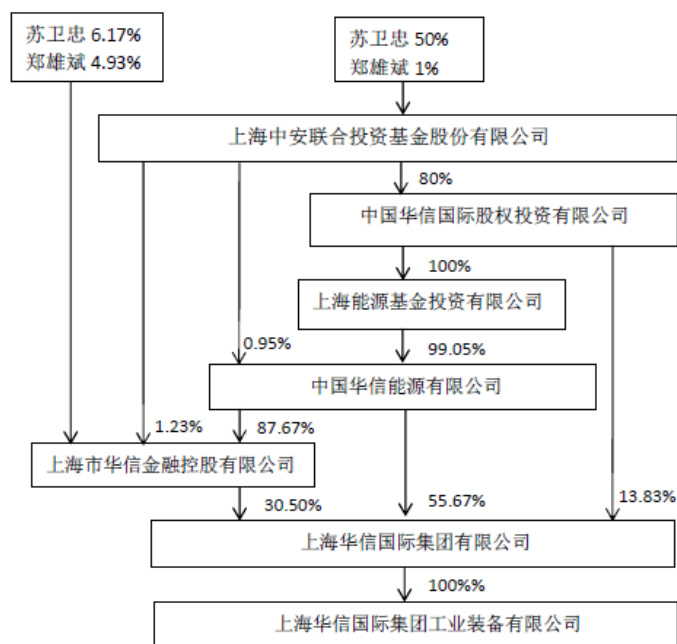 苏卫忠 6.17%
郑雄斌 4.93%
苏卫忠 50%
郑雄斌 1%
上海中安联合投资基金股份有限公司
80%
中国华信国际股权投资有限公司
100%
上海能源基金投资有限公司
0.95%
99.05%
中国华信能源有限公司
1.23%
87.67%
上海市华信金融控股有限公司
30.50%
55.67%
13.83%
上海华信国际集团有限公司
100%%
上海华信国际集团工业装备有限公司